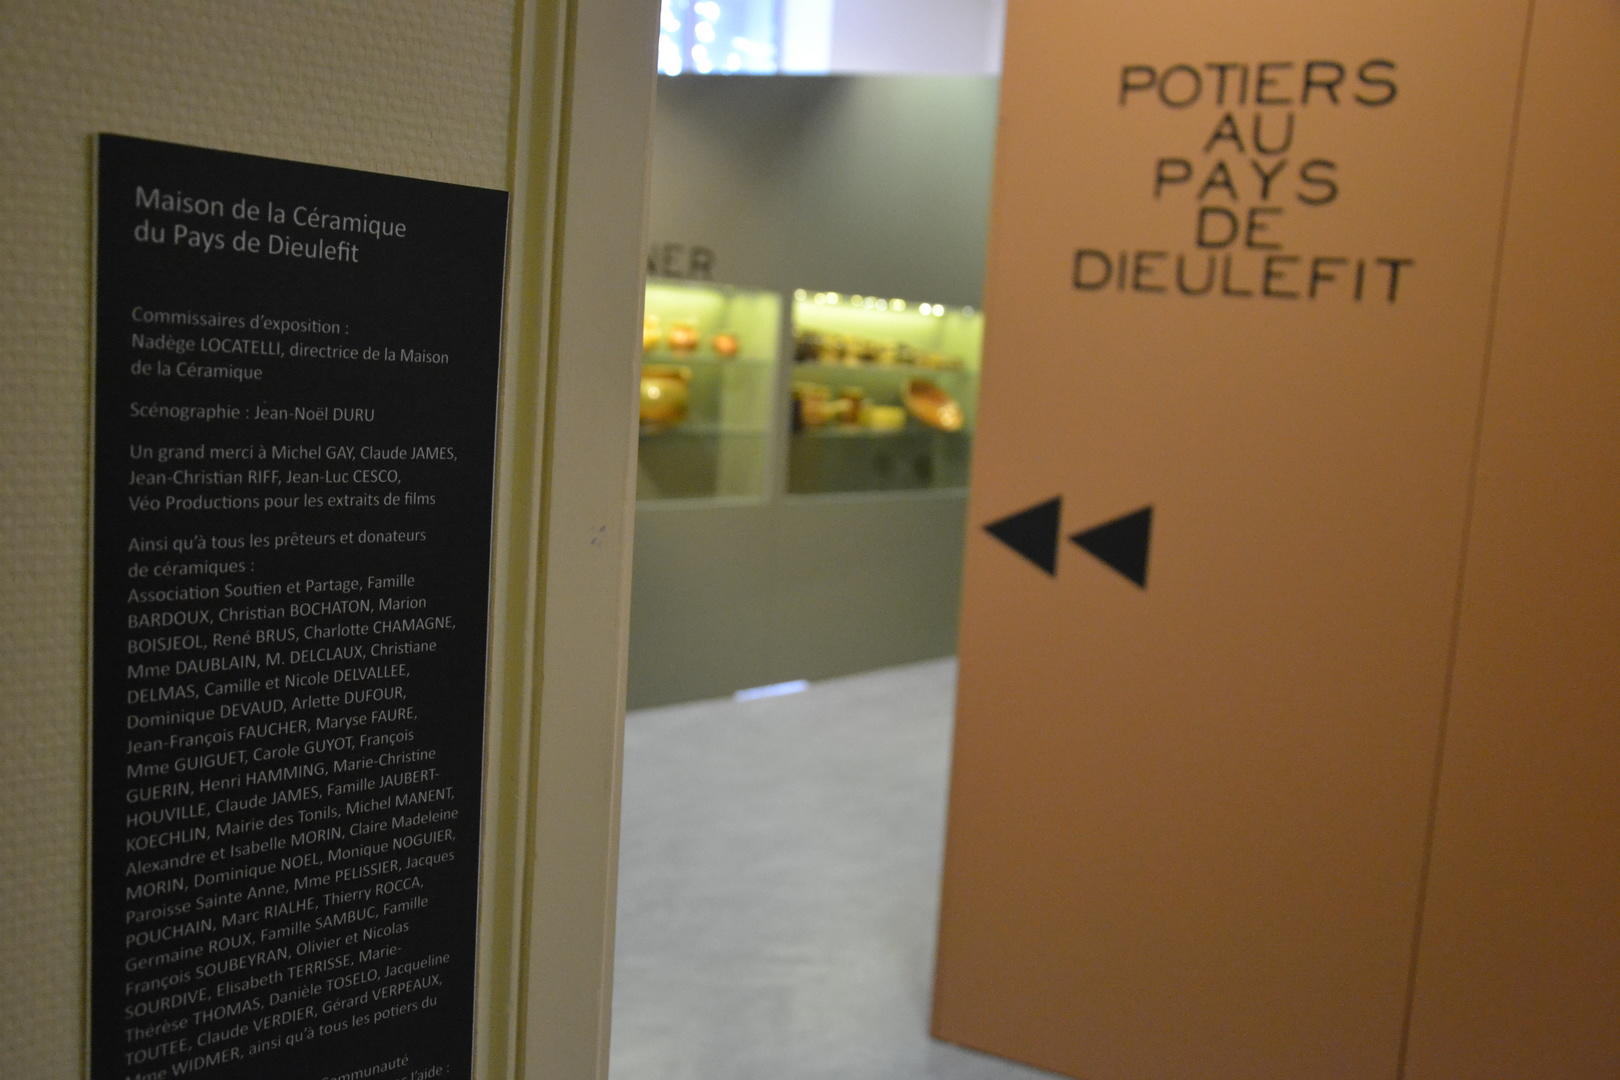 Maison de la Céramique
du Pays de Dieulefit
Commissaires d'exposition :
Nadège LOCATELLI, directrice de la Maison
de la Céramique
Scénographie : Jean-Noël DURU
Un grand merci à Michel GAY, Claude JAMES,
Jean-Christian RIFF, Jean-Luc CESCO,
Véo Productions pour les extraits de films
Ainsi qu'à tous les prêteurs et donateurs
de céramiques :
Association Soutien et Partage, Famille
BARDOUX, Christian BOCHATON, Marion
BOISJEOL, René BRUS, Charlotte CHAMAGNE,
Mme DAUBLAIN, M. DELCLAUX, Christiane
DELMAS, Camille et Nicole DELVALLEE,
Dominique DEVAUD, Arlette DUFOUR,
Jean-François FAUCHER, Maryse FAURE,
Mme GUIGUET, Carole GUYOT, François
GUERIN, Henri HAMMING, Marie-Christine
HOUVILLE, Claude JAMES, Famille JAUBERT-
KOECHLIN, Mairie des Tonils, Michel MANENT,
Alexandre et Isabelle MORIN, Claire Madeleine
MORIN, Dominique NOEL, Monique NOGUIER,
Paroisse Sainte Anne, Mme PELISSIER, Jacques
POUCHAIN, Marc RIALHE, Thierry ROCCA,
Germaine ROUX, Famille SAMBUC, Famille
François SOUBEYRAN, Olivier et Nicolas
SOURDIVE, Elisabeth TERRISSE, Marie-
Thérèse THOMAS, Danièle TOSELO, Jacqueline
TOUTEE, Claude VERDIER, Gérard VERPEAUX,
Mme WIDMER, ainsi qu'à tous les potiers du
l'aide :
NER
POTIERS
AU
PAYS
DE
DIEULEFIT